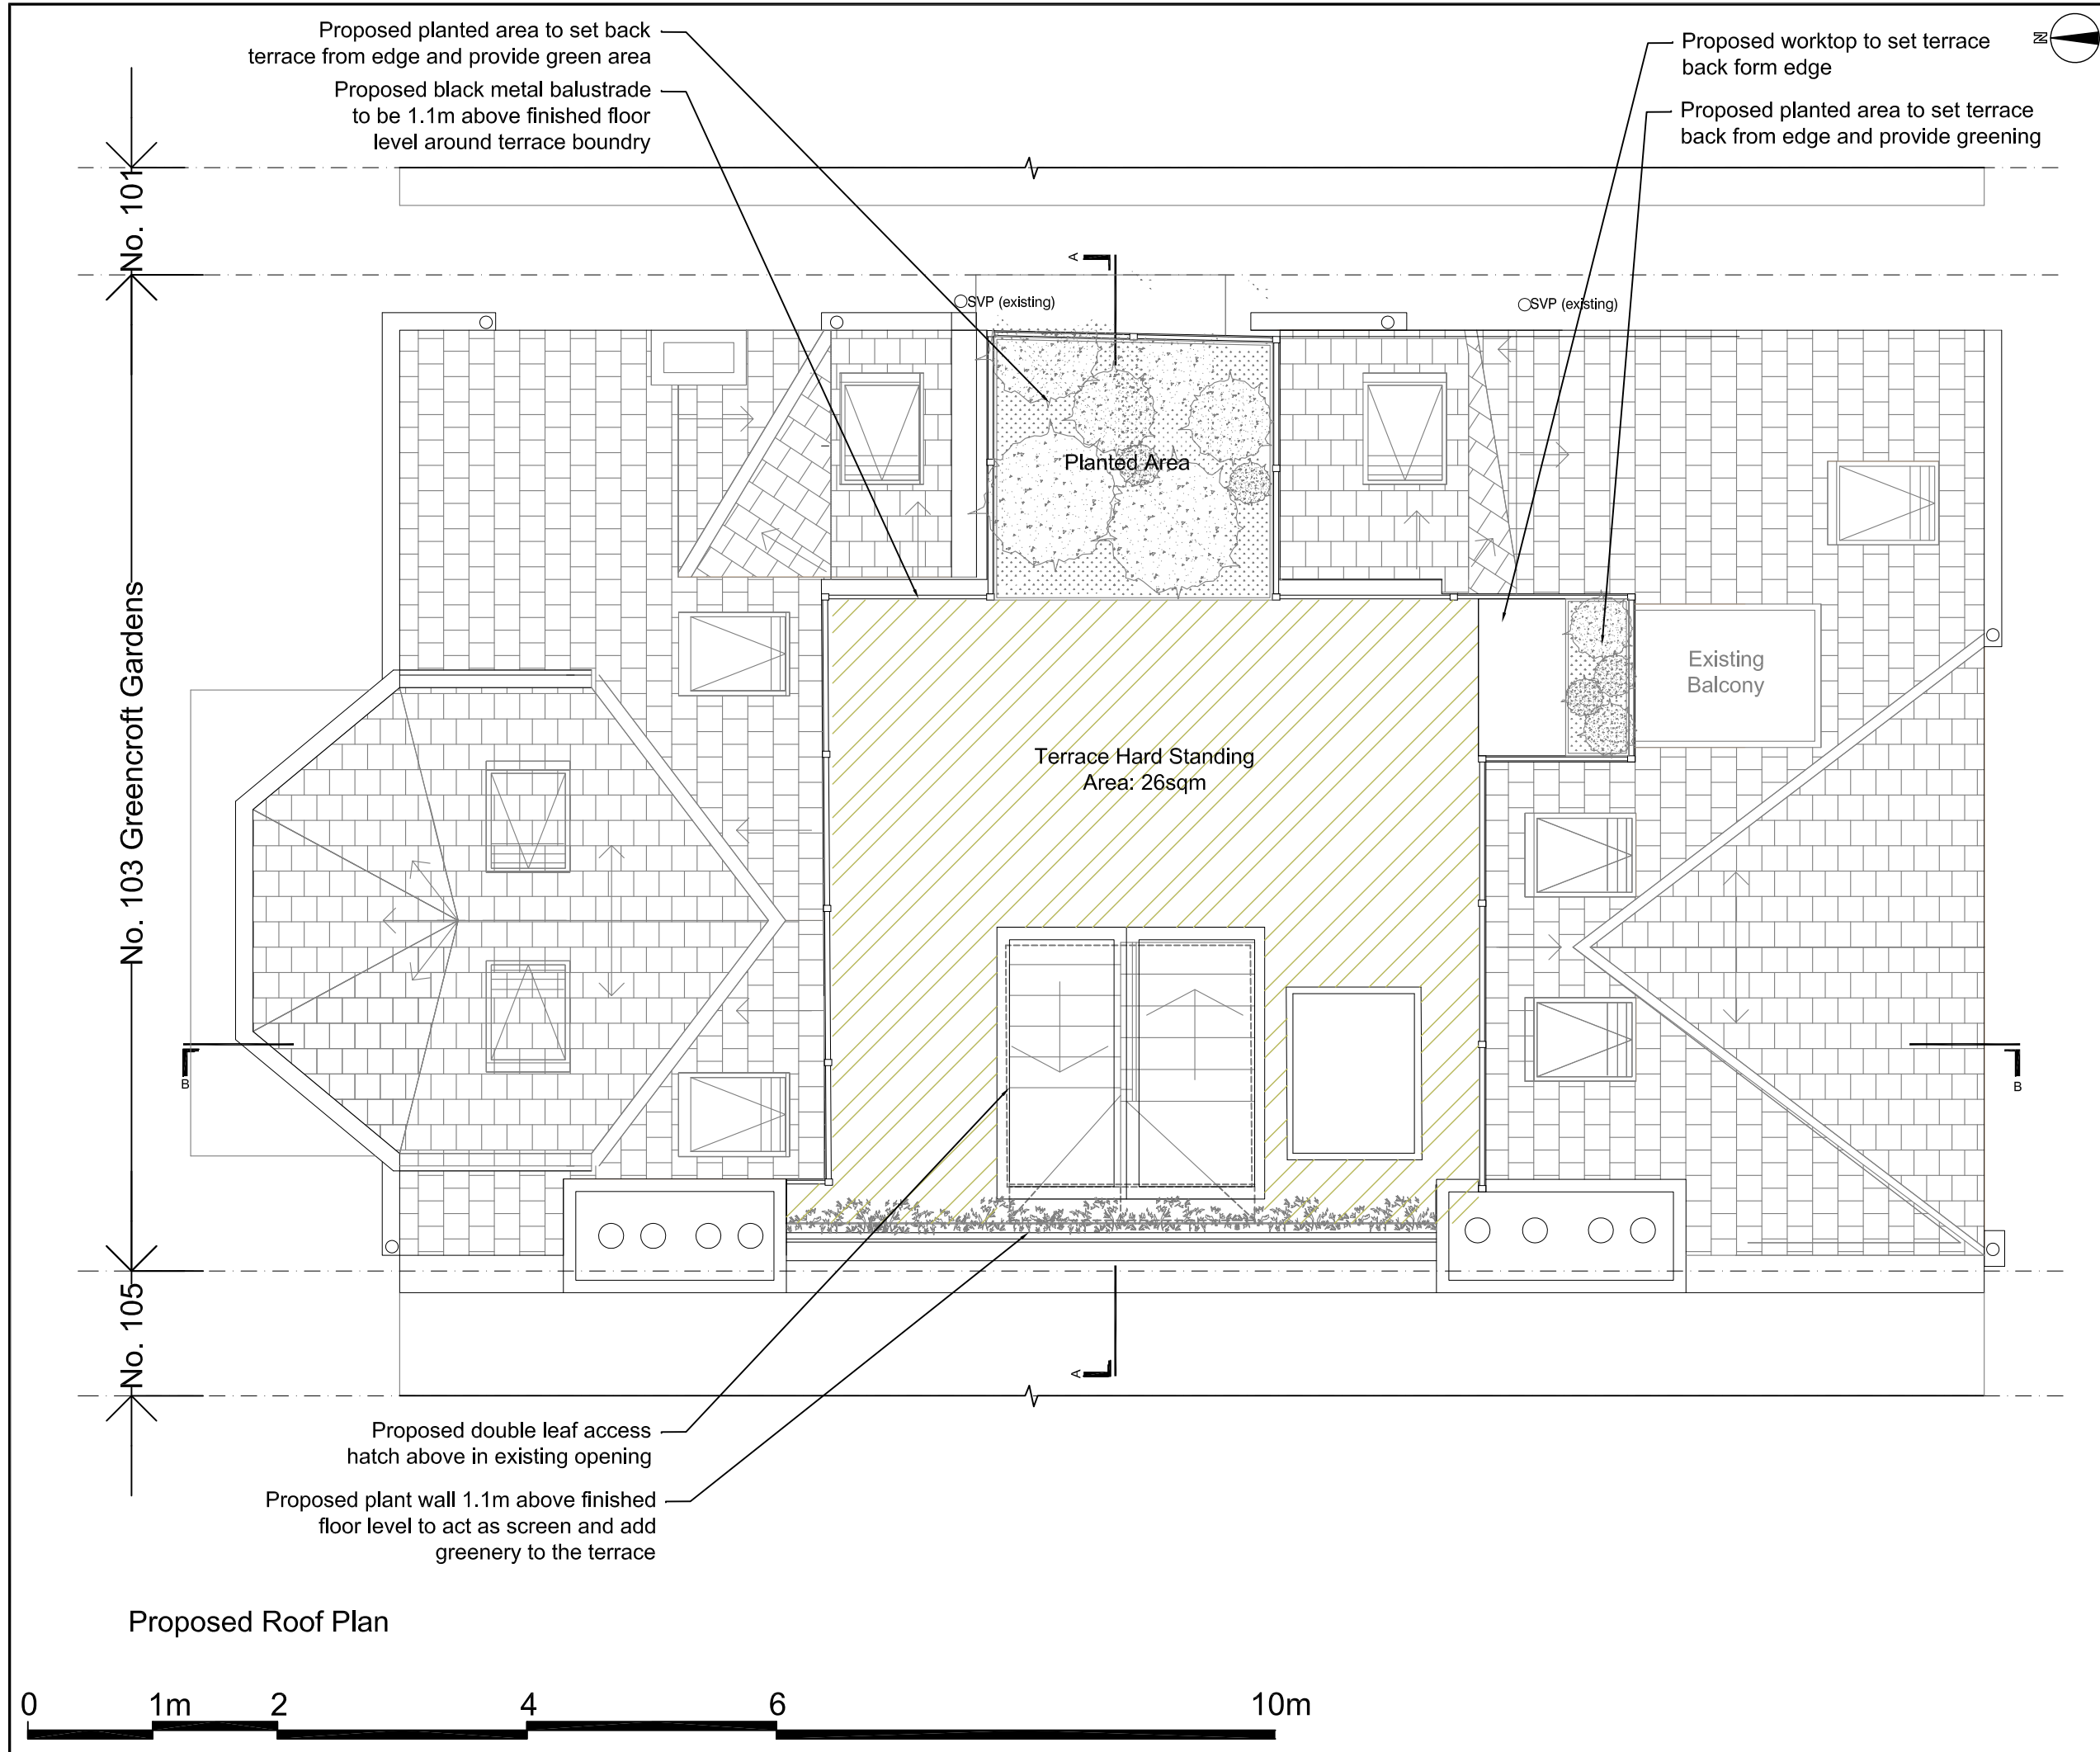 Proposed planted area to set back
terrace from edge and provide green area
Proposed black metal balustrade
to be 1.1m above finished floor
level around terrace boundry
Proposed worktop to set terrace
back form edge
Proposed planted area to set terrace
back from edge and provide greening
N
No. 101
A
SVP (existing)
SVP (existing)
Planted Area
No. 103 Greencroft Gardens
Existing
Balcony
Terrace Hard Standing
Area: 26sqm
B
B
No. 105
A
Proposed double leaf access
hatch above in existing opening
Proposed plant wall 1.1m above finished
floor level to act as screen and add
greenery to the terrace
Proposed Roof Plan
0 1m 2 4 6 10m